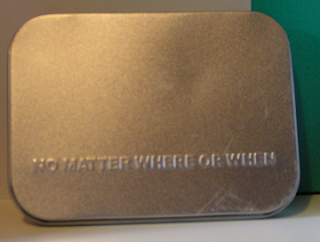 NO MATTER WHERE OR WHEN